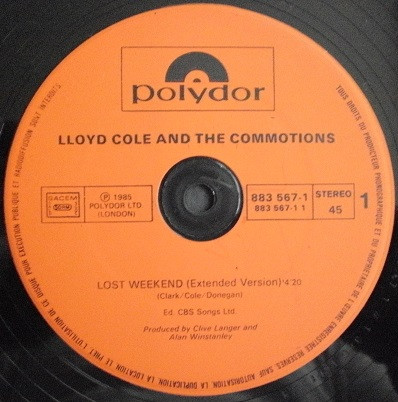 polydor
LLOYD COLE AND THE COMMOTIONS
SACEM
℗ 1985
POLYDOR LTD.
(LONDON)
883 567-1
883 567-1 1
STEREO
45
1
LOST WEEKEND (Extended Version) 4'20
(Clark/Cole/Donegan)
Ed. CBS Songs Ltd.
Produced by Clive Langer and
Alan Winstanley
TOUS DROITS DU PRODUCTEUR PHONOGRAPHIQUE ET DU PROPRIETAIRE DE L'ŒUVRE ENREGISTREE RESERVES. SAUF AUTORISATION, LA DUPLICATION, LA LOCATION, LE PRET, L'UTILISATION DE CE DISQUE POUR EXECUTION PUBLIQUE ET RADIODIFFUSION SONT INTERDITS